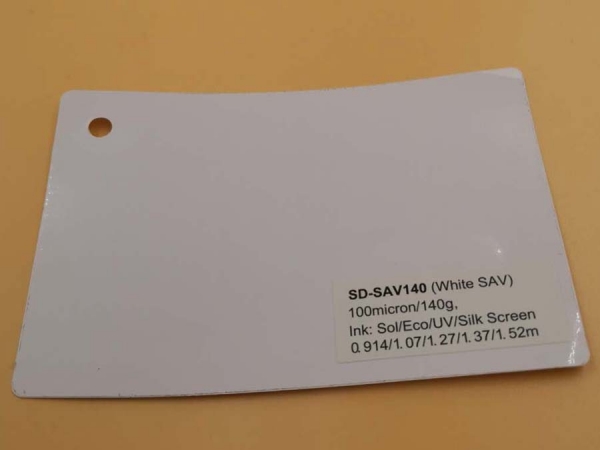 SD-SAV140 (White SAV)
100micron/140g,
Ink: Sol/Eco/UV/Silk Screen
0.914/1.07/1.27/1.37/1.52m